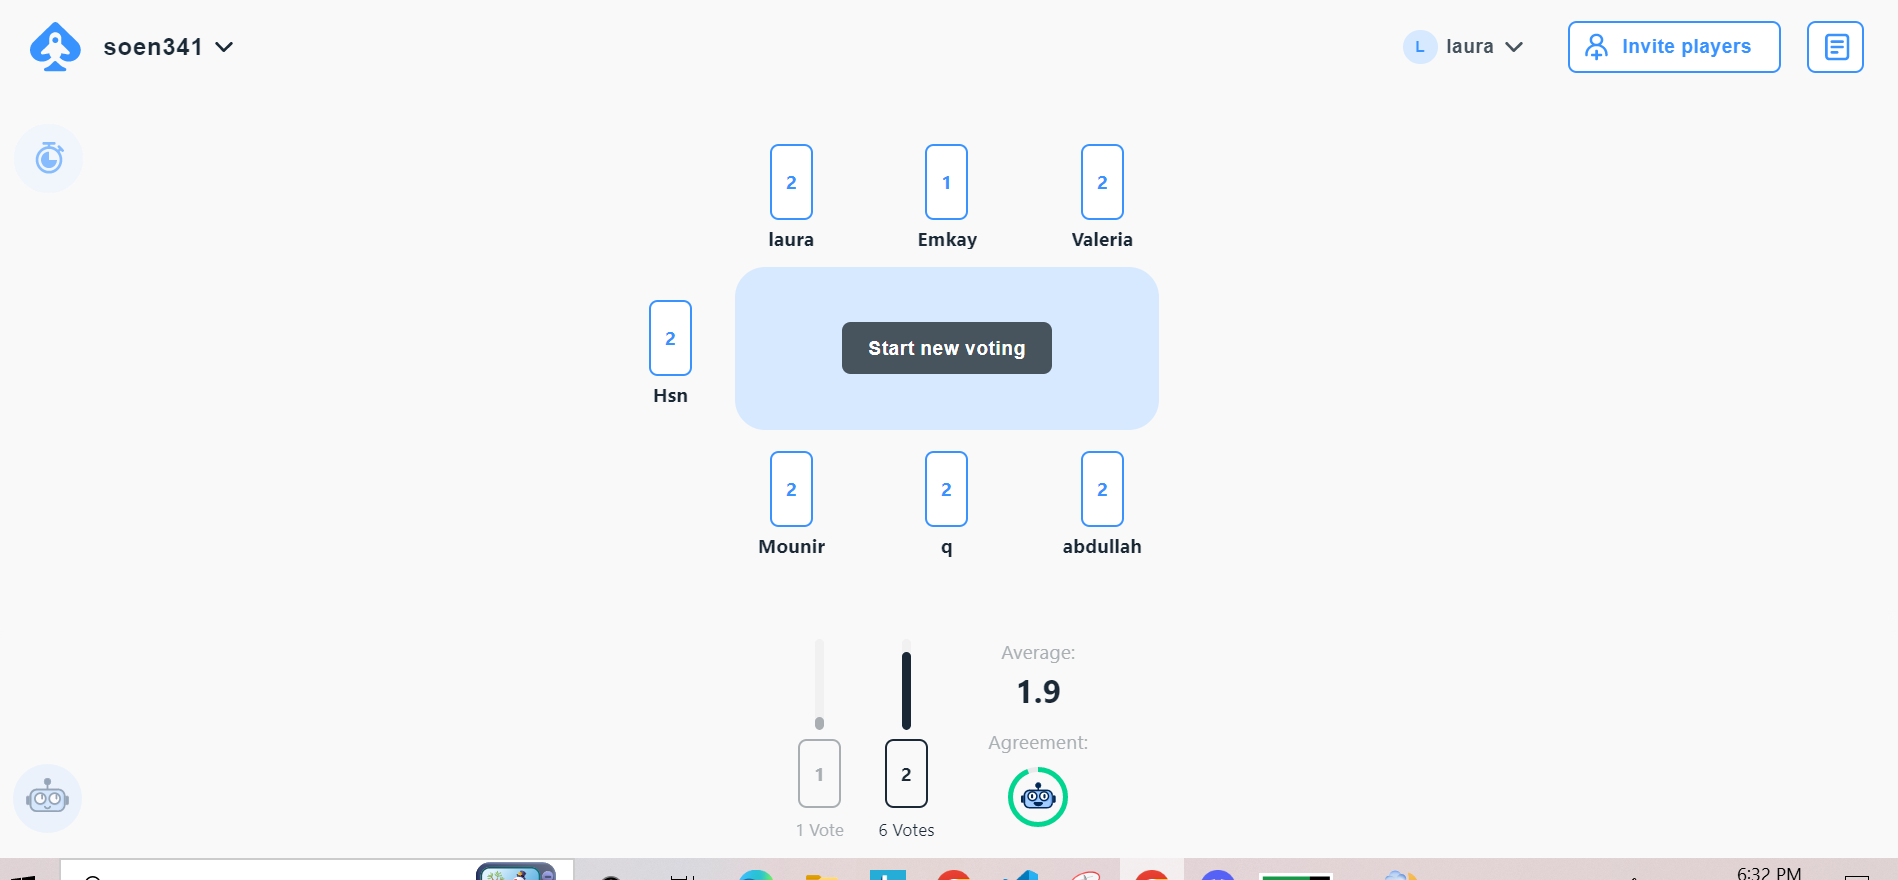 soen341
L laura
Invite players
2 1 2
laura Emkay Valeria
2
Start new voting
Hsn
2 2 2
Mounir q abdullah
Average:
1.9
Agreement:
1 2
1 Vote 6 Votes
6:32 PM